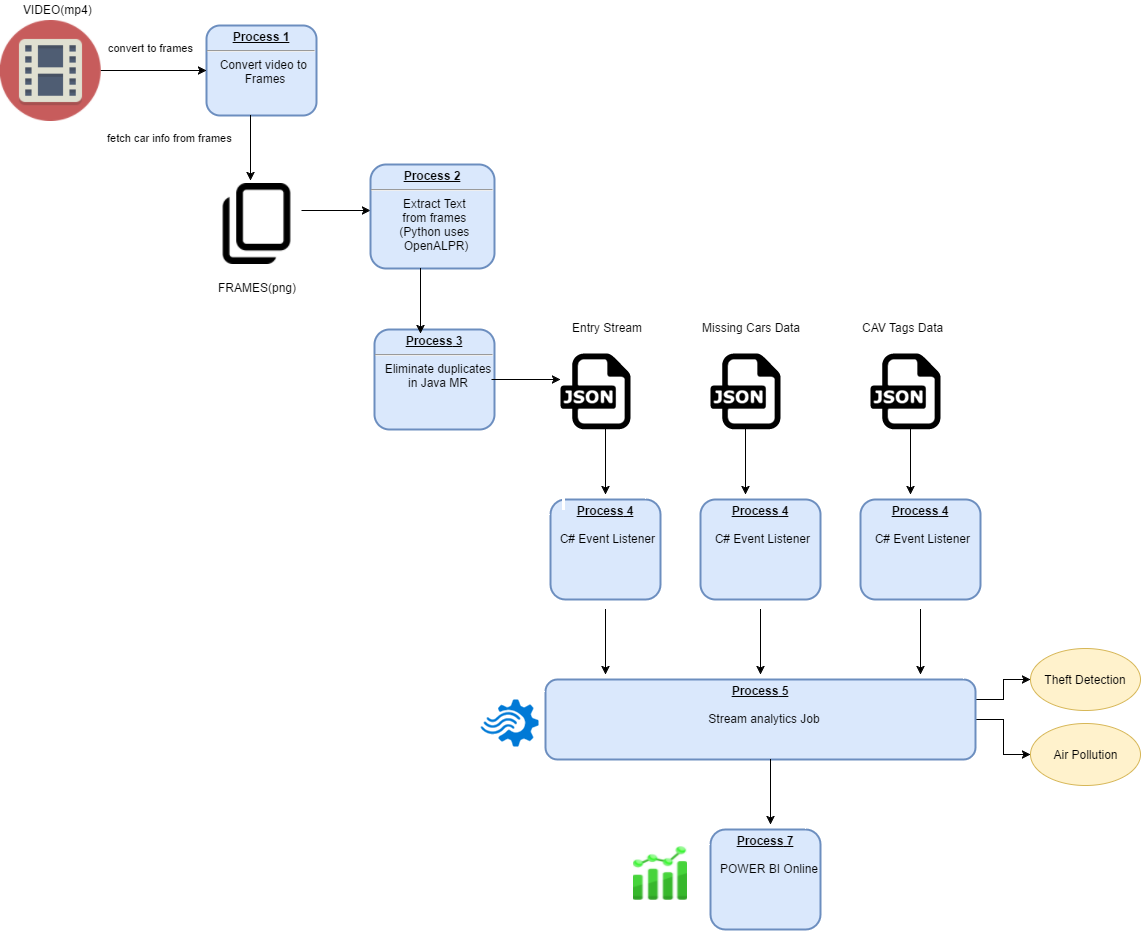 VIDEO(mp4)
convert to frames
Process 1
Convert video to
Frames
fetch car info from frames
FRAMES(png)
Process 2
Extract Text
from frames
(Python uses
OpenALPR)
Process 3
Eliminate duplicates
in Java MR
Entry Stream
Missing Cars Data
CAV Tags Data
JSON
JSON
JSON
Process 4
C# Event Listener
Process 4
C# Event Listener
Process 4
C# Event Listener
Process 5
Stream analytics Job
Theft Detection
Air Pollution
Process 7
POWER BI Online